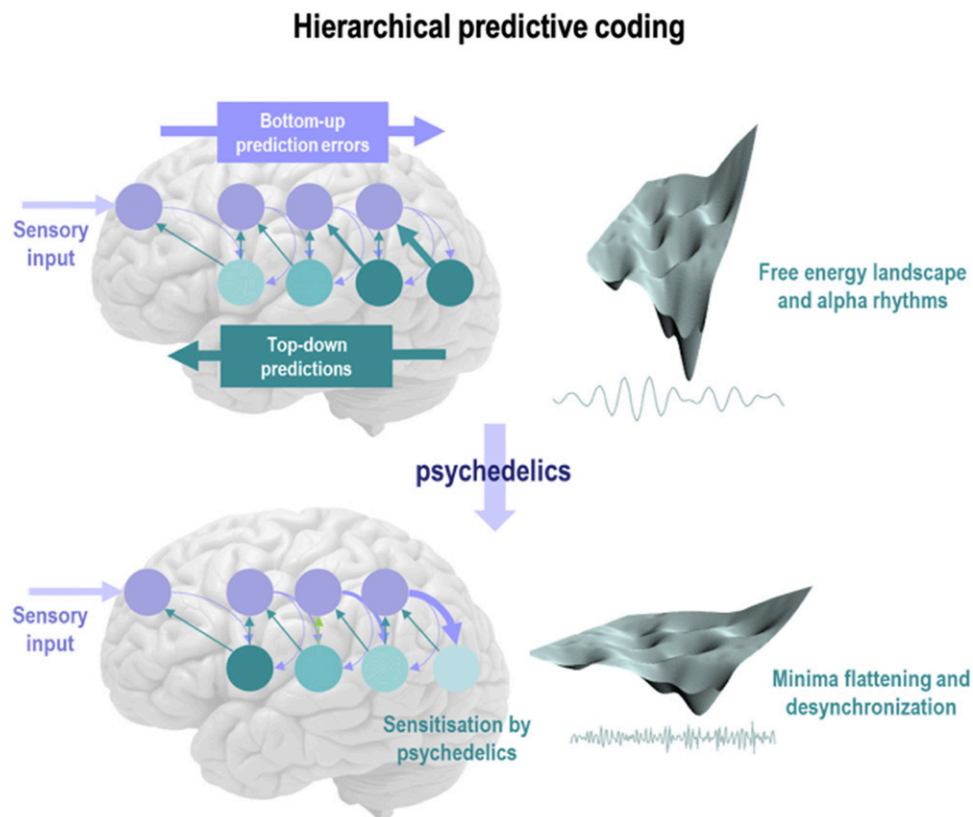 Hierarchical predictive coding
Bottom-up
prediction errors
Sensory
input
Free energy landscape
and alpha rhythms
Top-down
predictions
psychedelics
Sensory
input
Minima flattening and
desynchronization
Sensitisation by
psychedelics